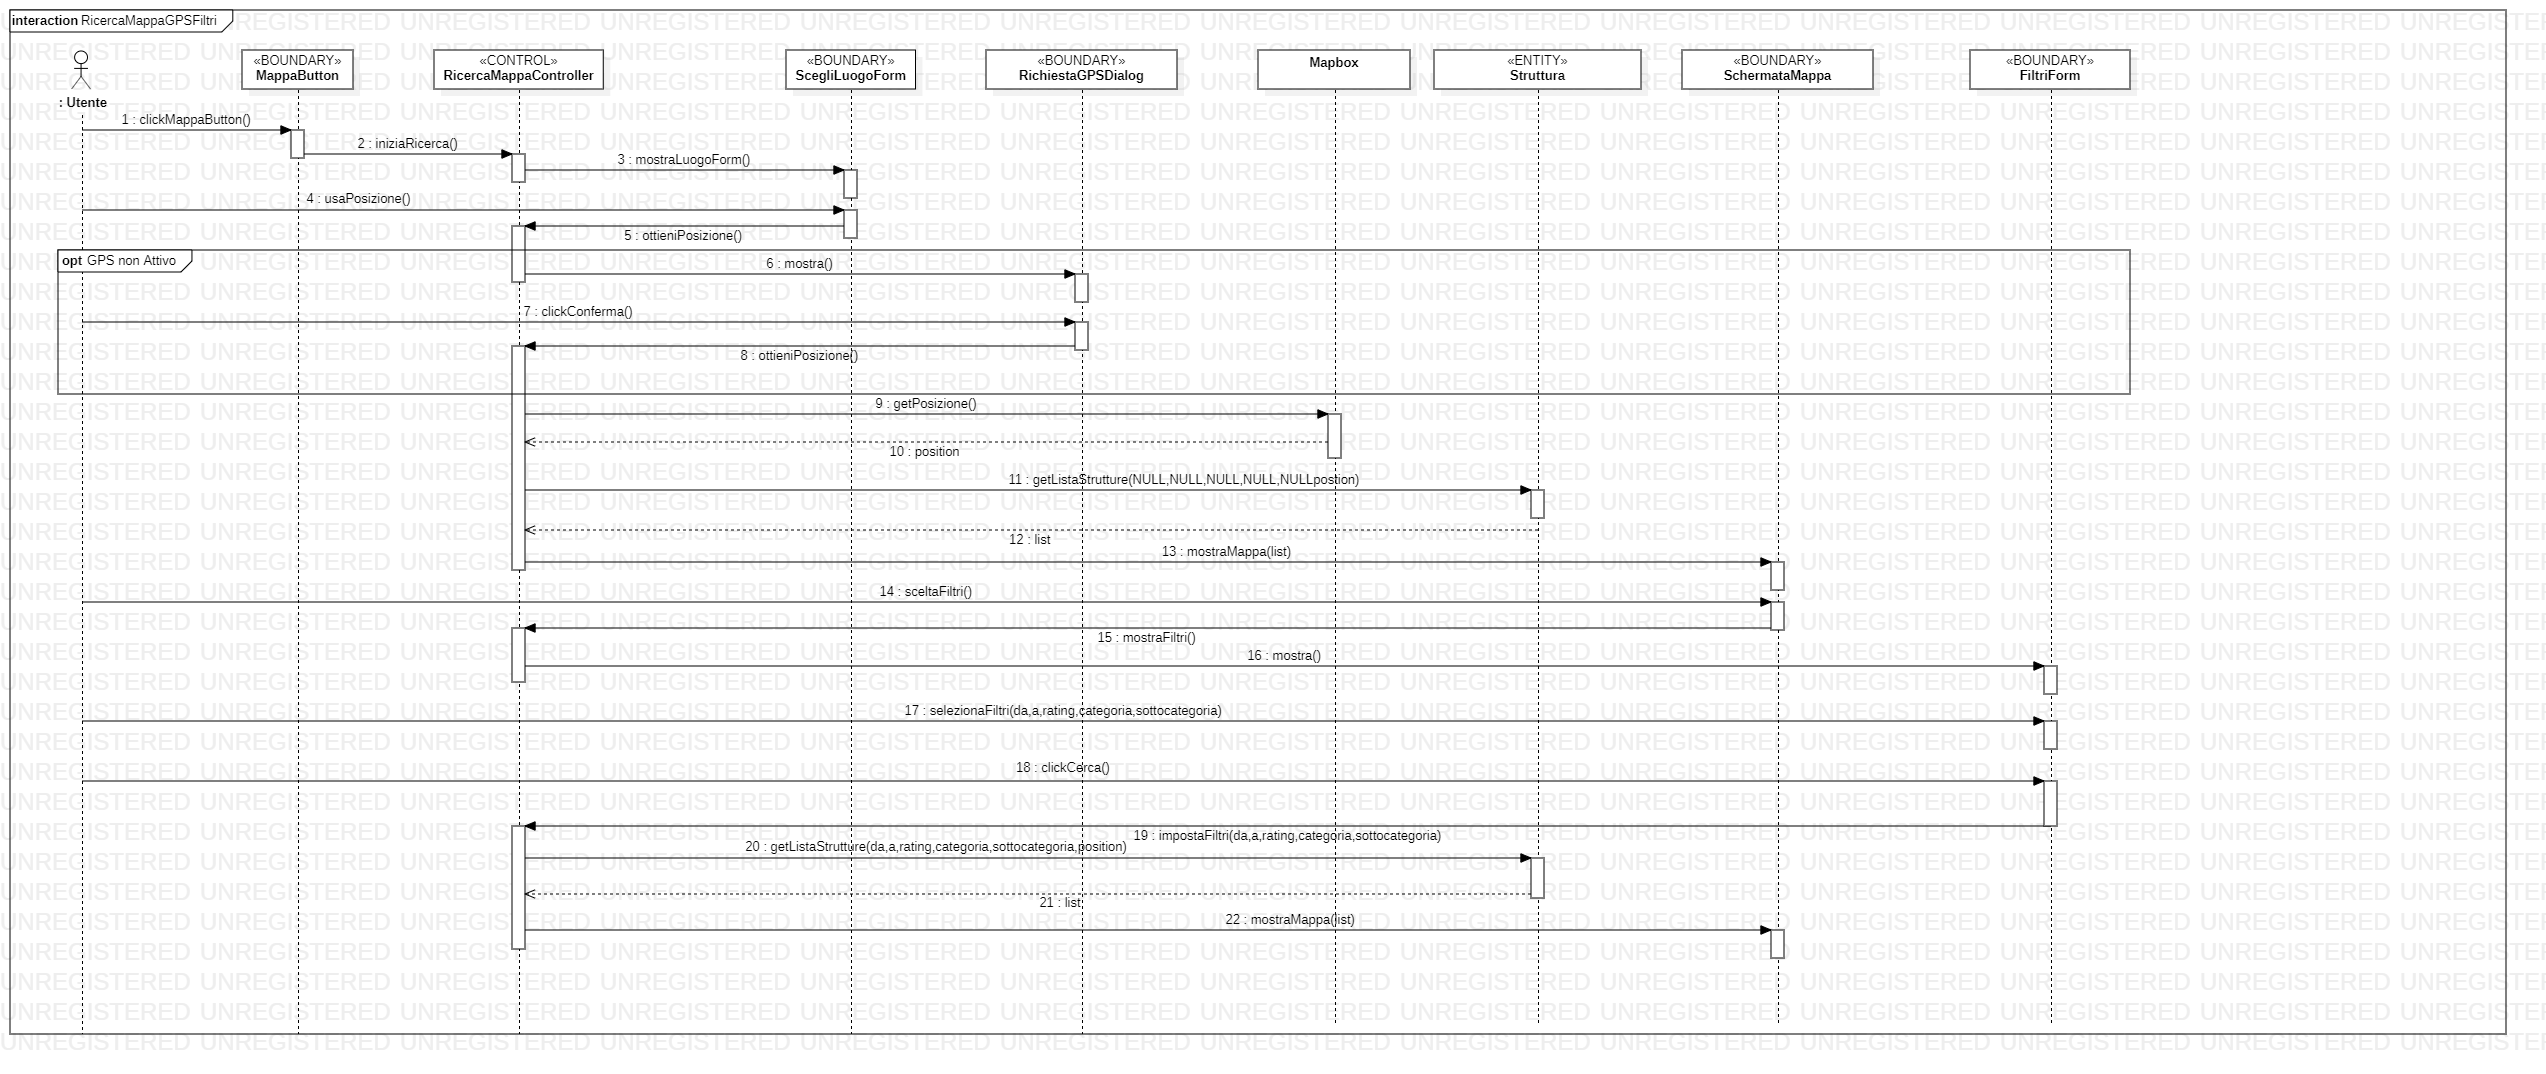 interaction RicercaMappaGPSFiltri
: Utente
«BOUNDARY»
MappaButton
«CONTROL»
RicercaMappaController
«BOUNDARY»
ScegliLuogoForm
«BOUNDARY»
RichiestaGPSDialog
Mapbox
«ENTITY»
Struttura
«BOUNDARY»
SchermataMappa
«BOUNDARY»
FiltriForm
1 : clickMappaButton()
2 : iniziaRicerca()
3 : mostraLuogoForm()
4 : usaPosizione()
5 : ottieniPosizione()
opt GPS non Attivo
6 : mostra()
7 : clickConferma()
8 : ottieniPosizione()
9 : getPosizione()
10 : position
11 : getListaStrutture(NULL,NULL,NULL,NULL,NULLpostion)
12 : list
13 : mostraMappa(list)
14 : sceltaFiltri()
15 : mostraFiltri()
16 : mostra()
17 : selezionaFiltri(da,a,rating,categoria,sottocategoria)
18 : clickCerca()
19 : impostaFiltri(da,a,rating,categoria,sottocategoria)
20 : getListaStrutture(da,a,rating,categoria,sottocategoria,position)
21 : list
22 : mostraMappa(list)
UNREGISTERED